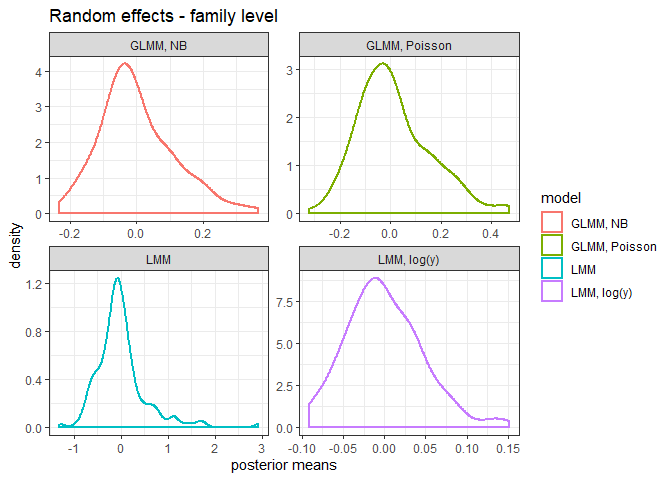 Random effects - family level
GLMM, NB
GLMM, Poisson
4
3
2
1
0
-0.2
0.0
0.2
3
2
1
0
-0.2
0.0
0.2
0.4
density
LMM
LMM, log(y)
1.2
0.8
0.4
0.0
-1
0
1
2
3
7.5
5.0
2.5
0.0
-0.10
-0.05
0.00
0.05
0.10
0.15
posterior means
model
GLMM, NB
GLMM, Poisson
LMM
LMM, log(y)